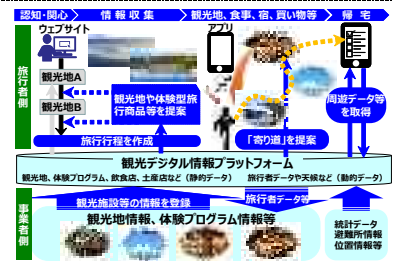 認知・関心
情報収集
観光地、食事、宿、買い物等
帰宅
旅行者側
ウェブサイト
観光地A
観光地B
観光地や体験型旅
行商品等を提案
旅行行程を作成
アプリ
「寄り道」を提案
周遊データ等
を取得
観光デジタル情報プラットフォーム
観光地、体験プログラム、飲食店、土産店など（静的データ）
旅行者データや天候など（動的データ）
事業者側
観光施設等の情報を登録
旅行者データ等
観光地情報、体験プログラム情報等
統計データ
避難所情報
位置情報等